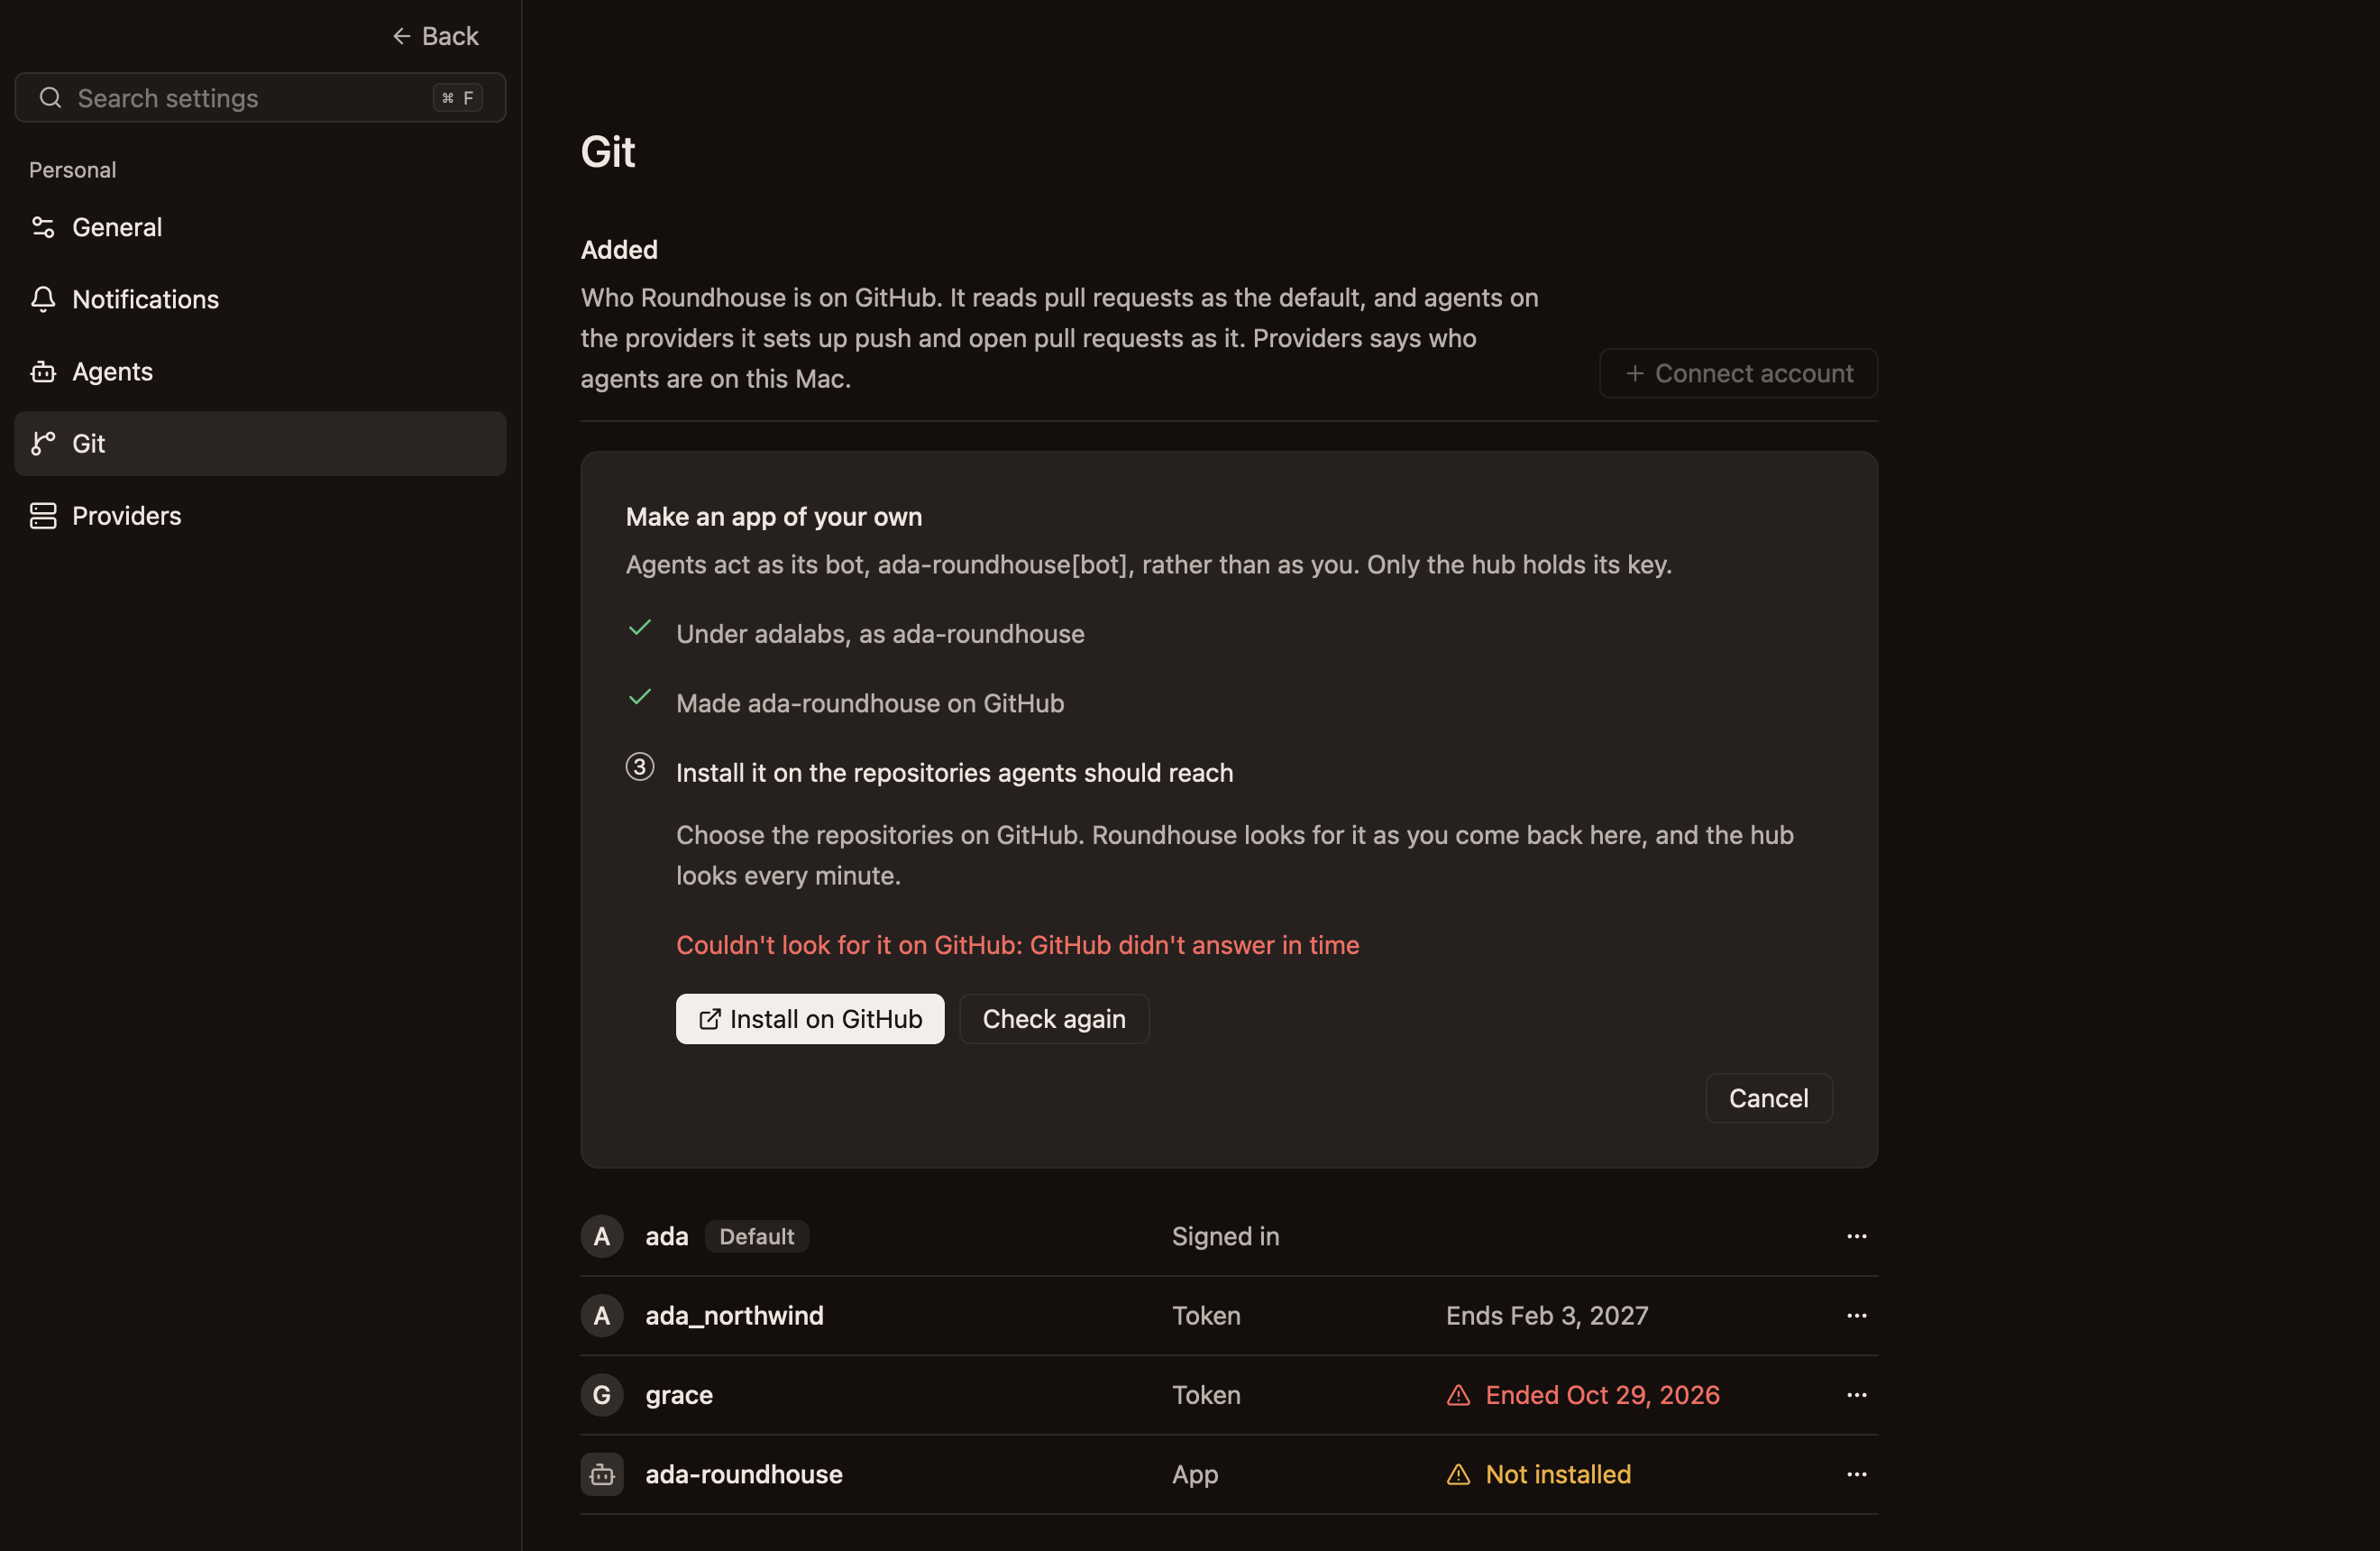 Back
Search settings
⌘ F
Personal
General
Notifications
Agents
Git
Providers
Git
Added
Who Roundhouse is on GitHub. It reads pull requests as the default, and agents on
the providers it sets up push and open pull requests as it. Providers says who
agents are on this Mac.
+ Connect account
Make an app of your own
Agents act as its bot, ada-roundhouse[bot], rather than as you. Only the hub holds its key.
Under adalabs, as ada-roundhouse
Made ada-roundhouse on GitHub
3 Install it on the repositories agents should reach
Choose the repositories on GitHub. Roundhouse looks for it as you come back here, and the hub
looks every minute.
Couldn't look for it on GitHub: GitHub didn't answer in time
Install on GitHub
Check again
Cancel
A ada Default Signed in
A ada_northwind Token Ends Feb 3, 2027
G grace Token Ended Oct 29, 2026
ada-roundhouse App Not installed